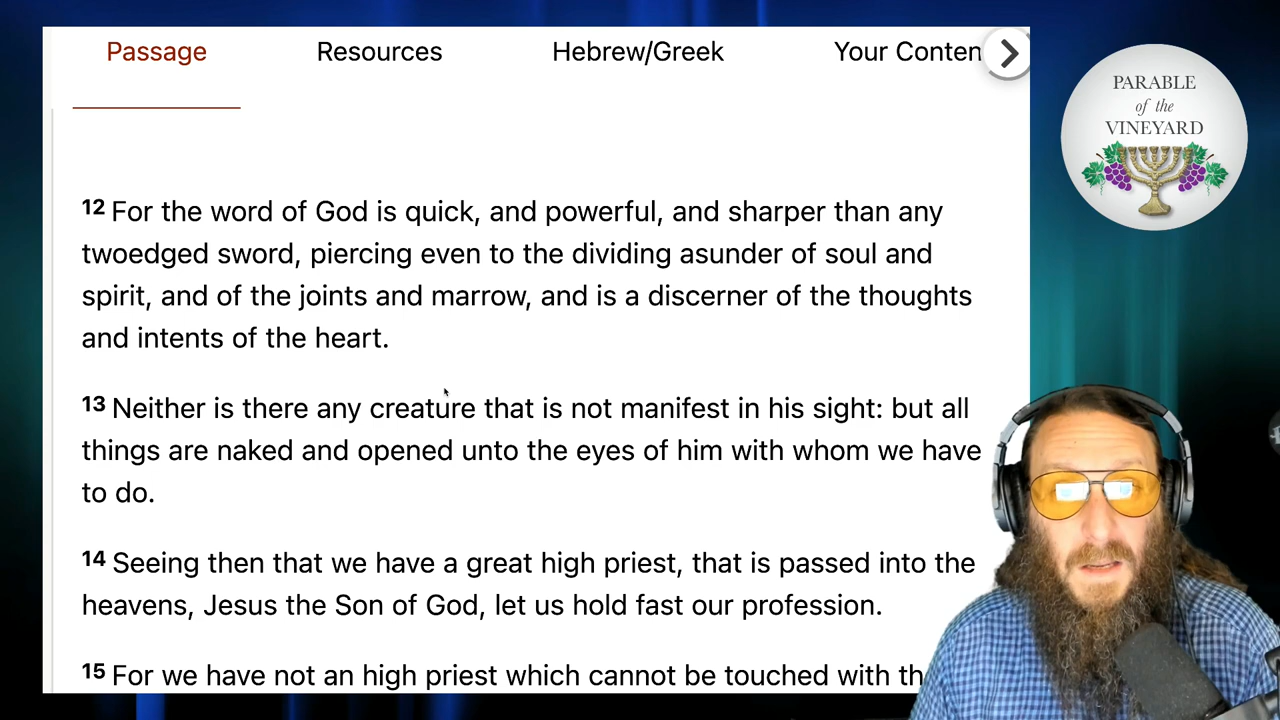 Passage Resources Hebrew/Greek Your Conten
PARABLE
of the
VINEYARD
12 For the word of God is quick, and powerful, and sharper than any
twoedged sword, piercing even to the dividing asunder of soul and
spirit, and of the joints and marrow, and is a discerner of the thoughts
and intents of the heart.
13 Neither is there any creature that is not manifest in his sight: but all
things are naked and opened unto the eyes of him with whom we have
to do.
14 Seeing then that we have a great high priest, that is passed into the
heavens, Jesus the Son of God, let us hold fast our profession.
15 For we have not an high priest which cannot be touched with th